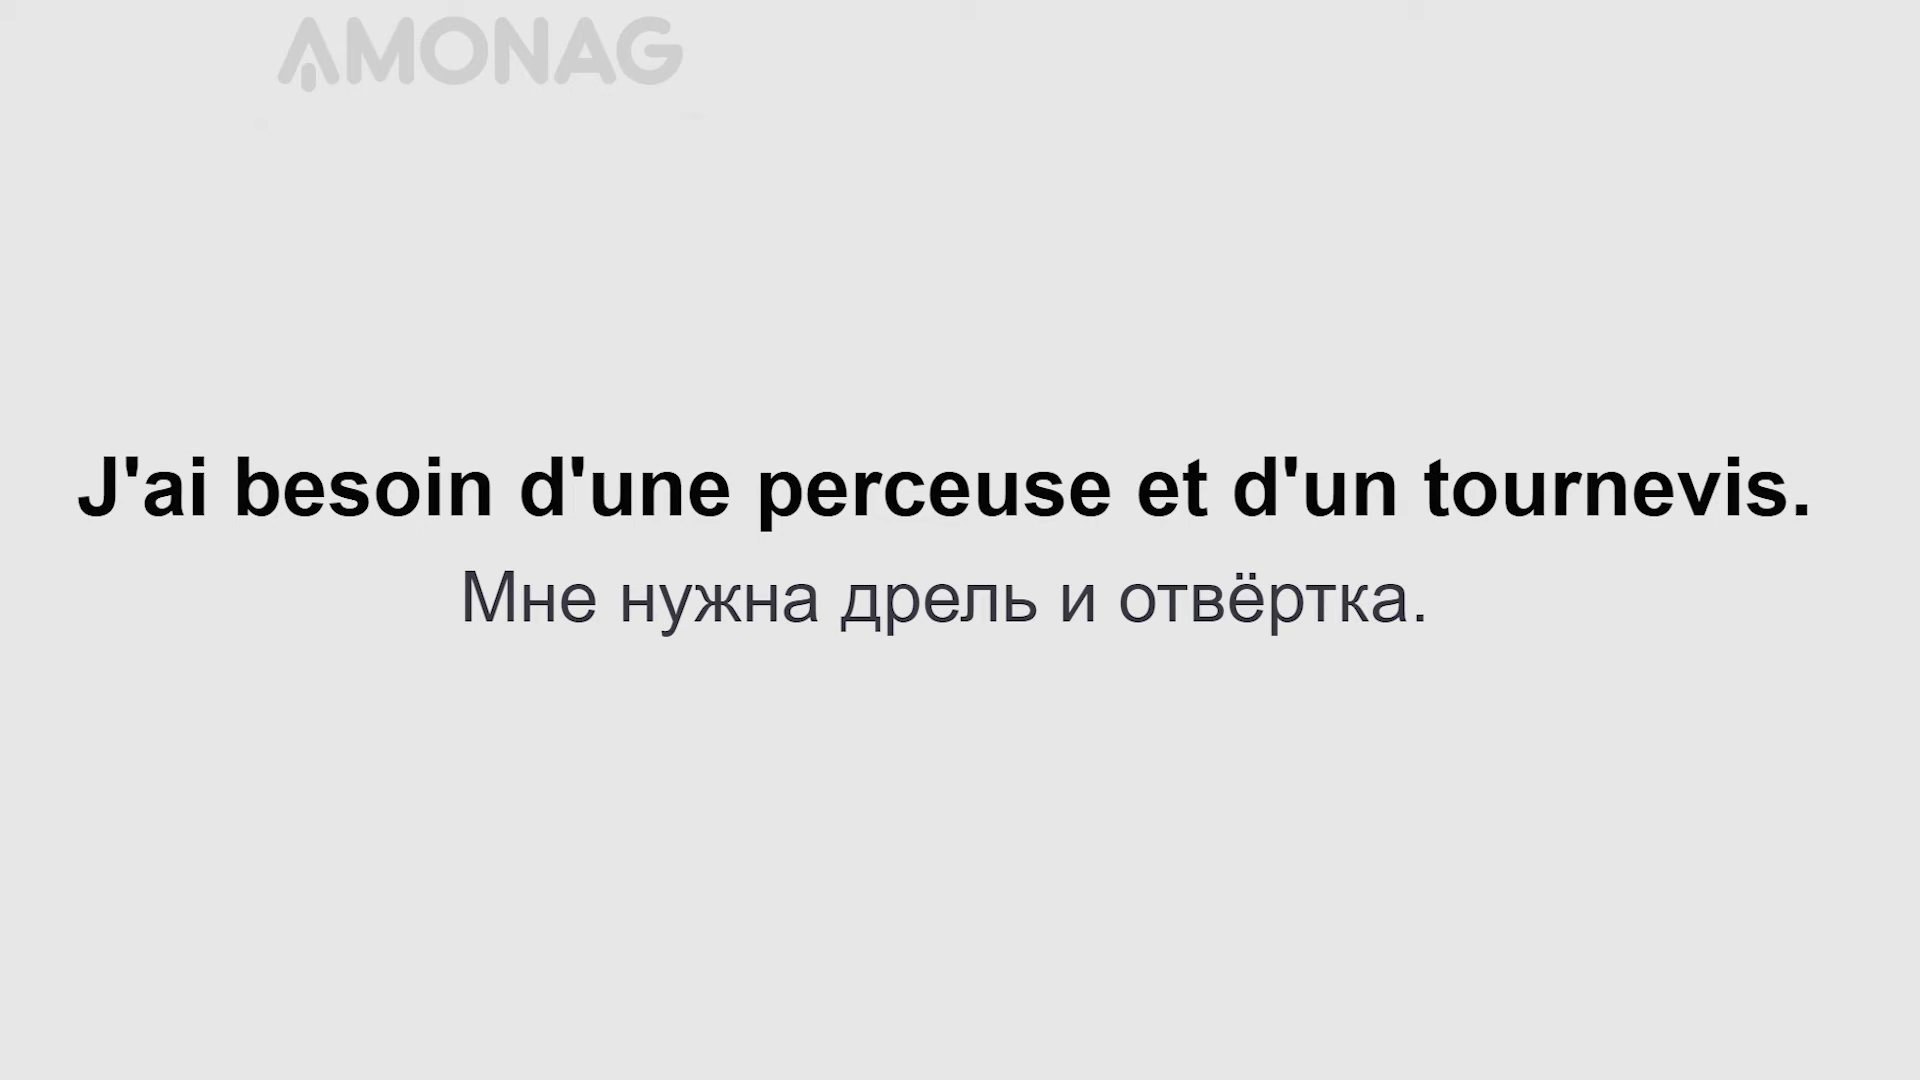 AMONAG
J'ai besoin d'une perceuse et d'un tournevis.
Мне нужна дрель и отвёртка.